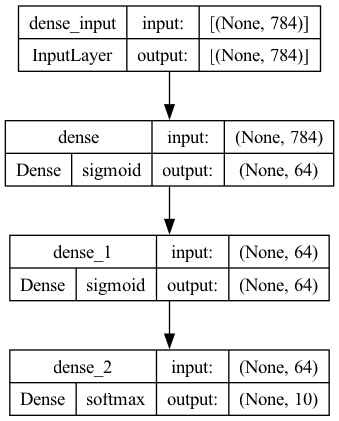 dense_input input: [(None, 784)]
InputLayer output: [(None, 784)]
dense input: (None, 784)
Dense sigmoid output: (None, 64)
dense_1 input: (None, 64)
Dense sigmoid output: (None, 64)
dense_2 input: (None, 64)
Dense softmax output: (None, 10)